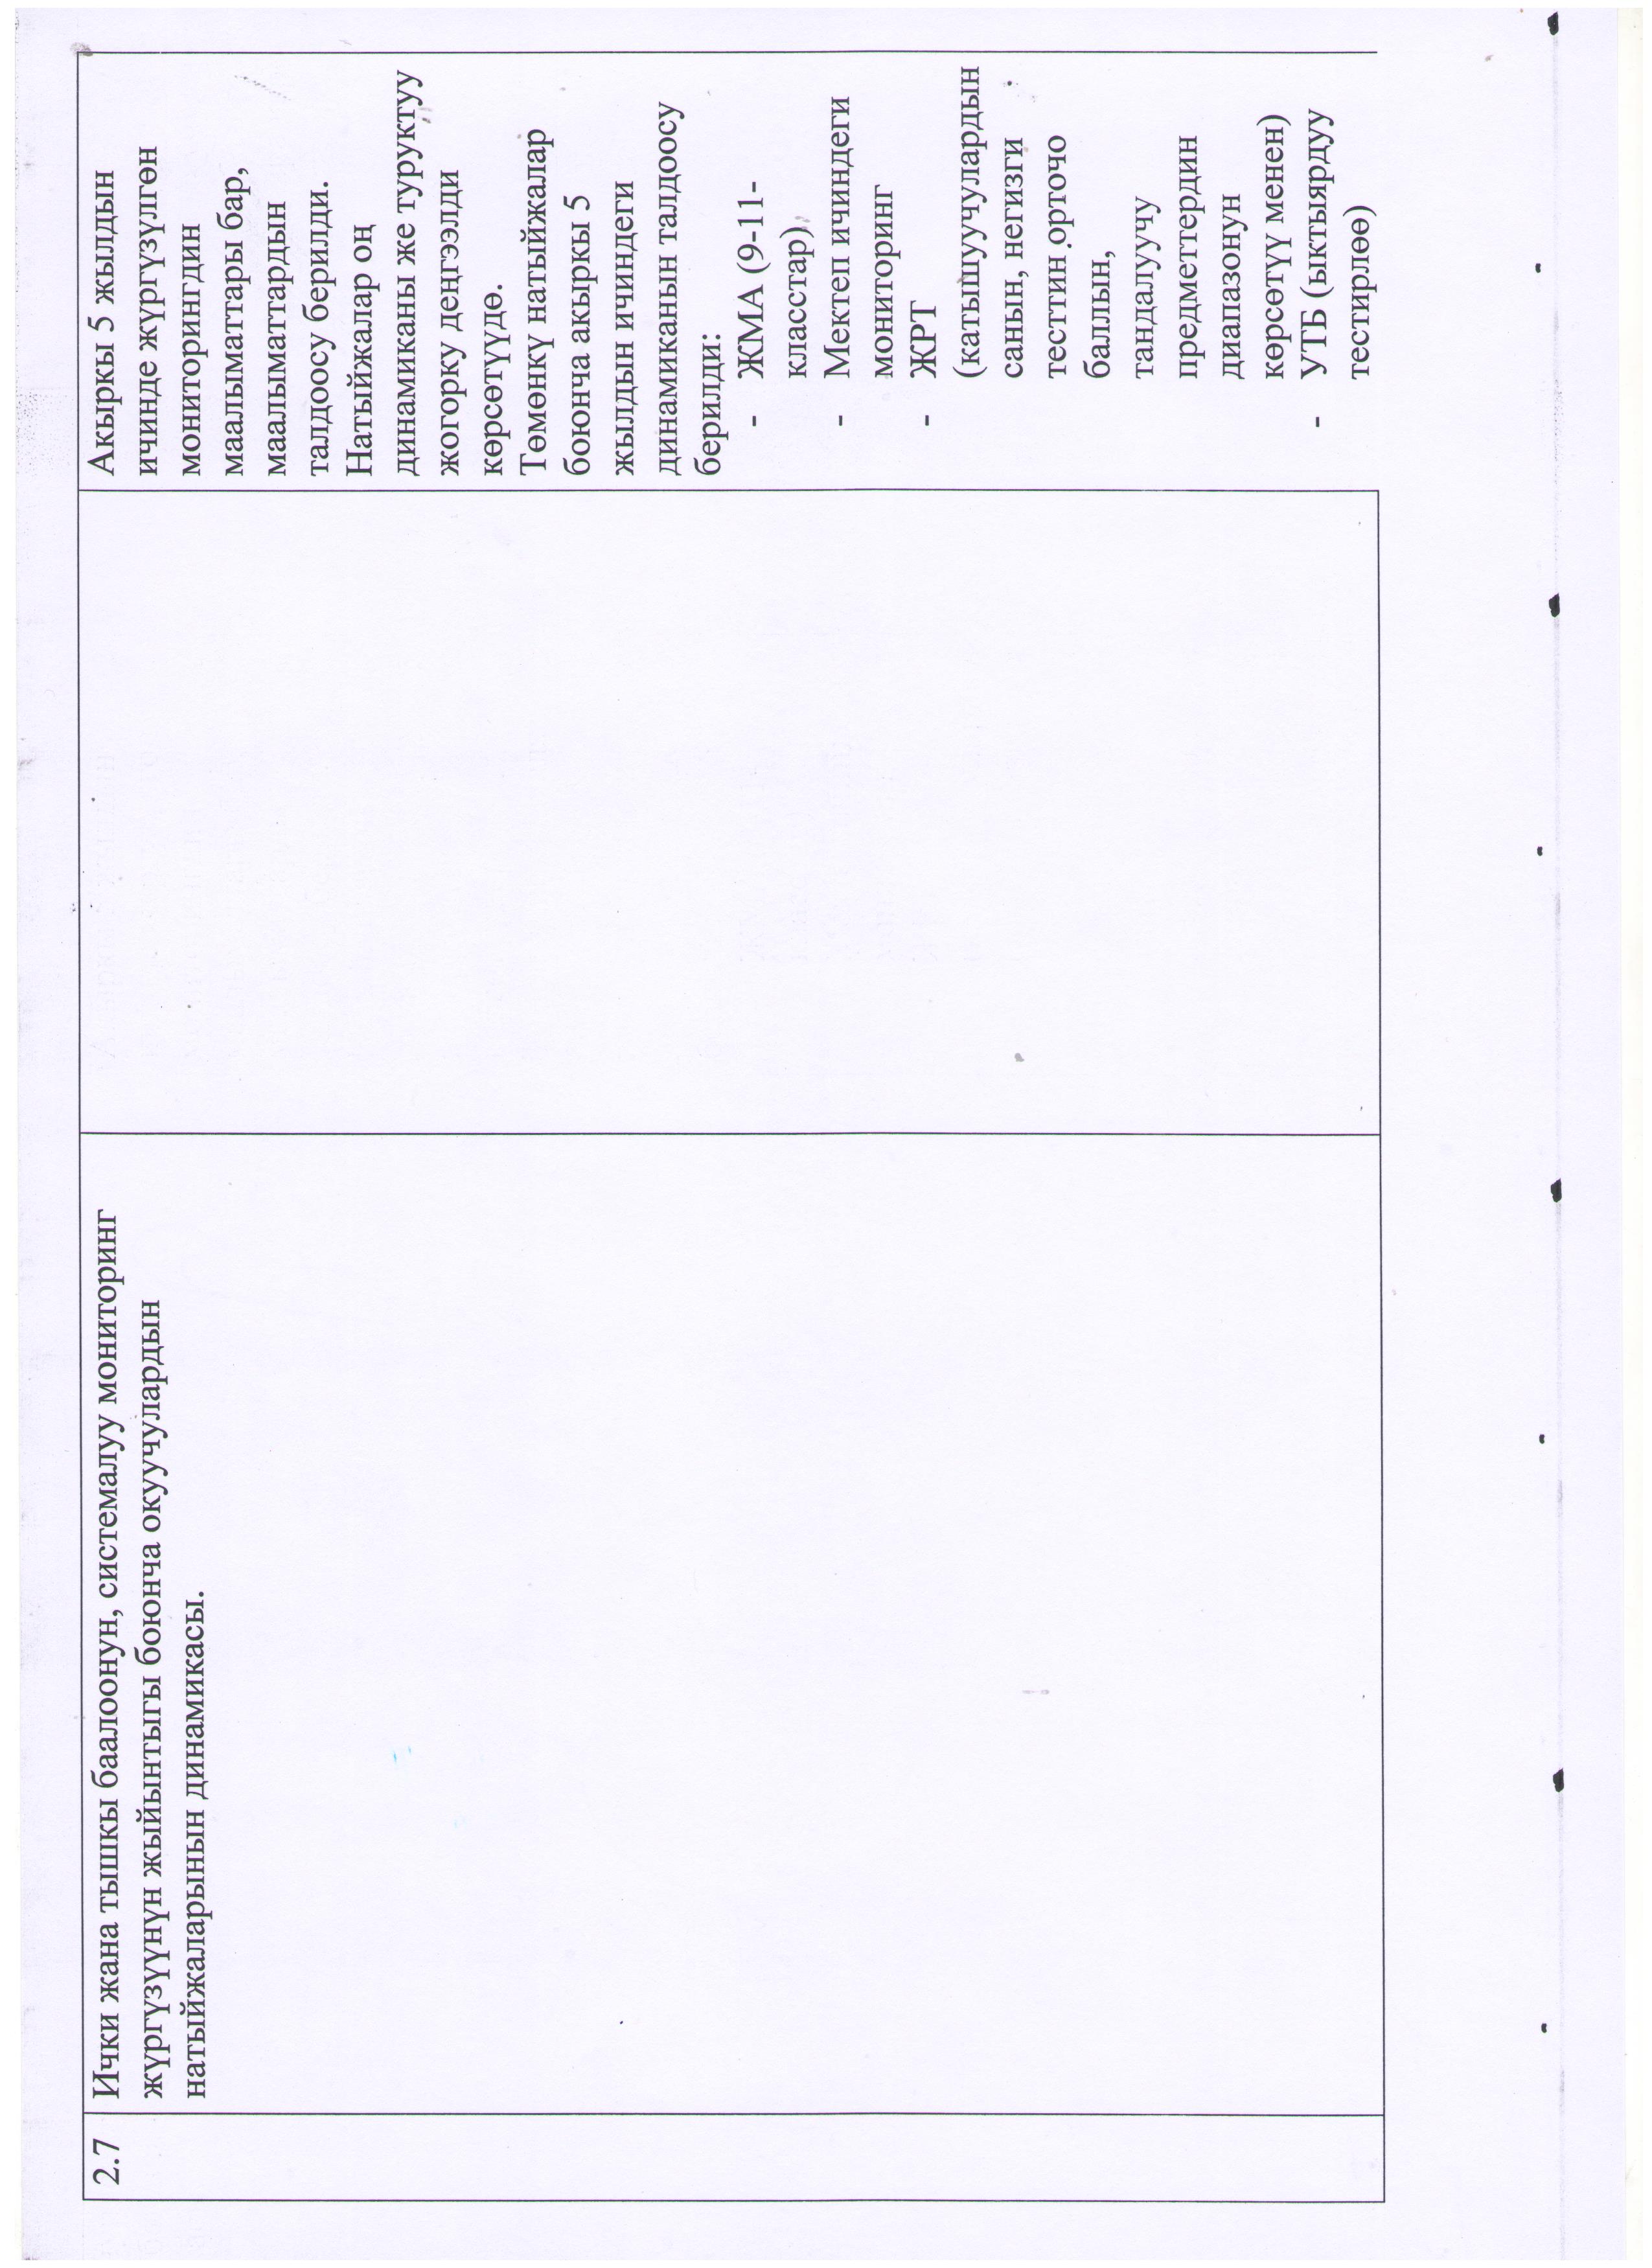 2.7
Ички жана тышкы баалоонун, системалуу мониторинг
жүргүзүүнүн жыйынтыгы боюнча окуучулардын
натыйжаларынын динамикасы.
Акыркы 5 жылдын
ичинде жүргүзүлгөн
мониторингдин
маалыматтары бар,
маалыматтардын
талдоосу берилди.
Натыйжалар оң
динамиканы же туруктуу
жогорку деңгээлди
көрсөтүүдө.
Төмөнкү натыйжалар
боюнча акыркы 5
жылдын ичиндеги
динамиканын талдоосу
берилди:
- ЖМА (9-11-
классtар)
- Мектеп ичиндеги
мониторинг
- ЖРТ
(катышуучулардын
санын, негизги
тесттин орточо
баллын,
тандалуучу
предметтердин
диапазонун
көрсөтүү менен)
- УТБ (ыктыярдуу
тестирлөө)